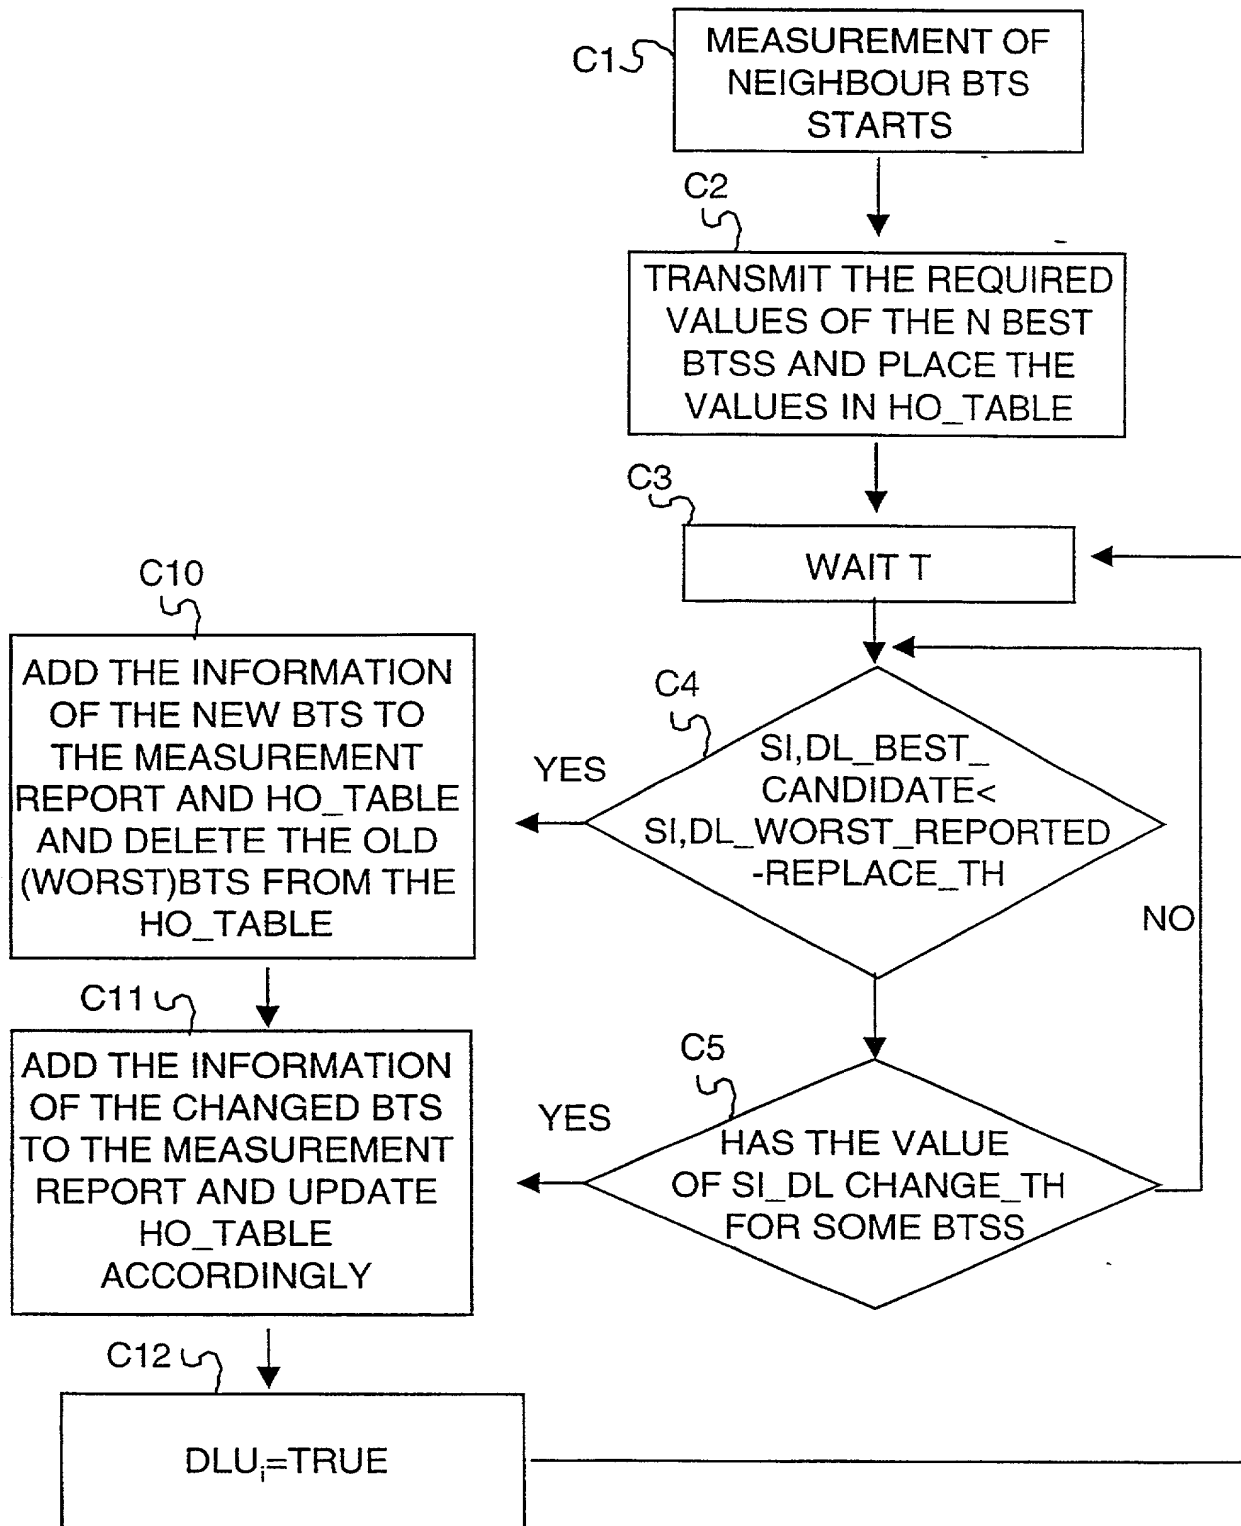 C1
MEASUREMENT OF
NEIGHBOUR BTS
STARTS
C2
TRANSMIT THE REQUIRED
VALUES OF THE N BEST
BTSS AND PLACE THE
VALUES IN HO_TABLE
C3
WAIT T
C4
SI,DL_BEST_
CANDIDATE<
SI,DL_WORST_REPORTED
-REPLACE_TH
YES
NO
C10
ADD THE INFORMATION
OF THE NEW BTS TO
THE MEASUREMENT
REPORT AND HO_TABLE
AND DELETE THE OLD
(WORST)BTS FROM THE
HO_TABLE
C5
HAS THE VALUE
OF SI_DL CHANGE_TH
FOR SOME BTSS
YES
C11
ADD THE INFORMATION
OF THE CHANGED BTS
TO THE MEASUREMENT
REPORT AND UPDATE
HO_TABLE
ACCORDINGLY
C12
DLUi=TRUE